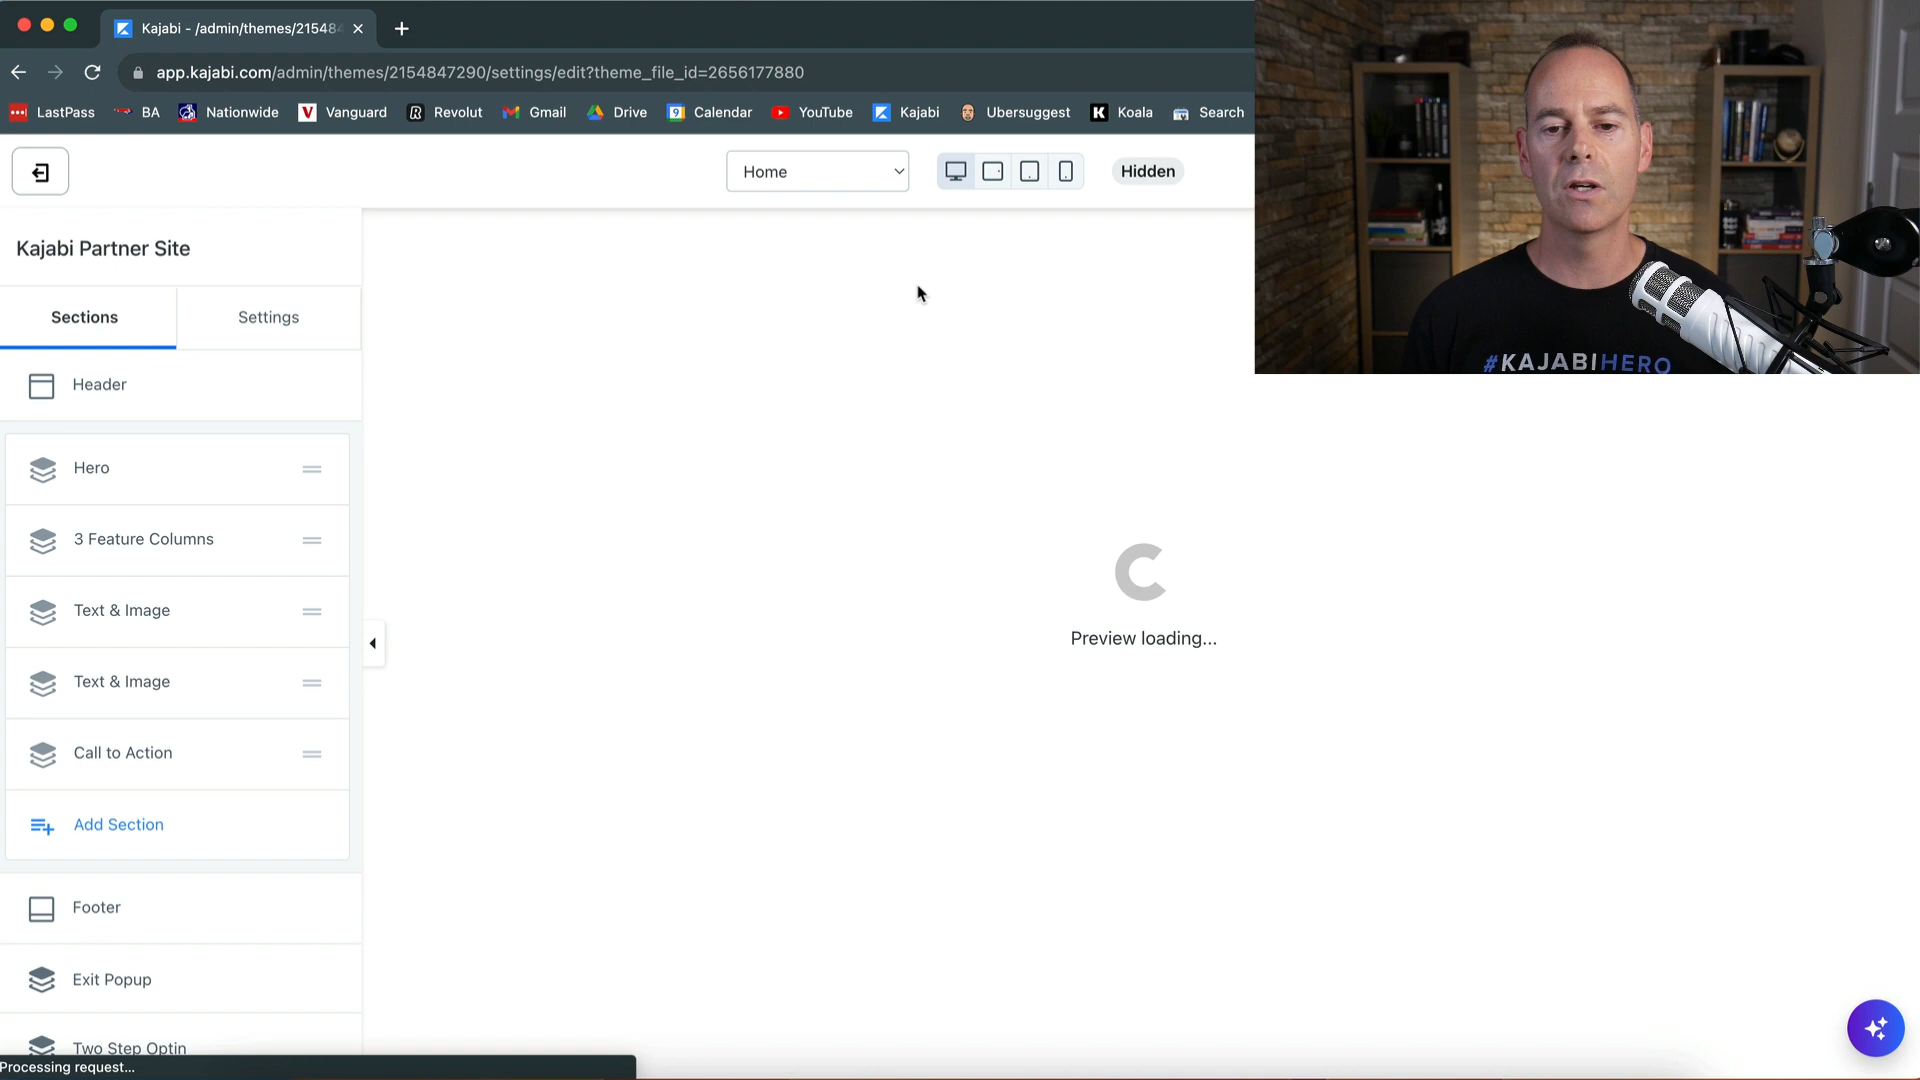 Kajabi - /admin/themes/21548
app.kajabi.com/admin/themes/2154847290/settings/edit?theme_file_id=2656177880
LastPass BA Nationwide Vanguard Revolut Gmail Drive Calendar YouTube Kajabi Ubersuggest Koala Search
Home
Hidden
Kajabi Partner Site
Sections
Settings
Header
Hero
3 Feature Columns
Text & Image
Text & Image
Call to Action
Add Section
Footer
Exit Popup
Two Step Optin
Processing request...
Preview loading...
#KAJABIHERO